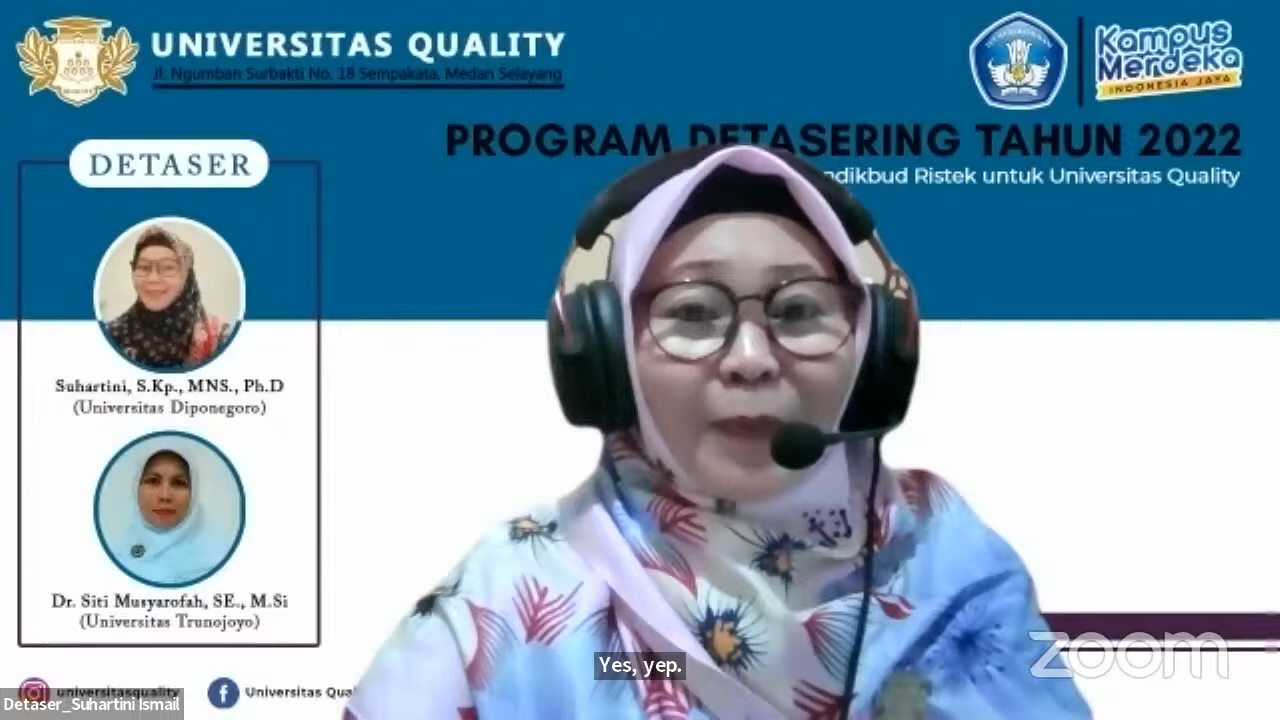 UNIVERSITAS QUALITY
Jl. Ngumban Surbakti No. 18 Sempakata, Medan Selayang
Kampus
Merdeka
INDONESIA JAYA
PROGRAM DETASERING TAHUN 2022
Ristek untuk Universitas Quality
DETASER
Suhartini, S.Kp., MNS., Ph.D
(Universitas Diponegoro)
Dr. Siti Musyarofah, SE., M.Si
(Universitas Trunojoyo)
zoom
Yes, yep.
universitasquality
Universitas
Detaser_Suhartini Ismail